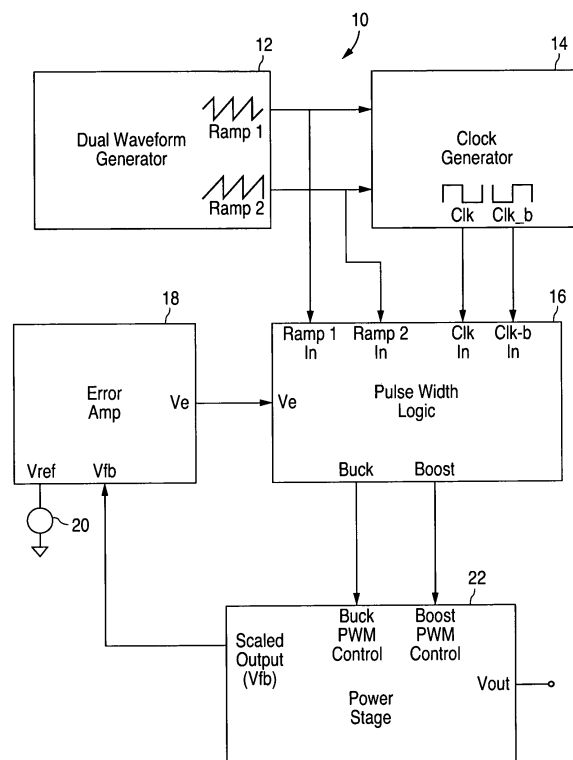 10
12
14
Dual Waveform
Generator
Ramp 1
Ramp 2
Clock
Generator
Clk
Clk_b
18
16
Error
Amp
Ve
Vref
Vfb
20
Ramp 1
In
Ramp 2
In
Clk
In
Clk-b
In
Ve
Pulse Width
Logic
Buck
Boost
22
Scaled
Output
(Vfb)
Buck
PWM
Control
Boost
PWM
Control
Vout
Power
Stage